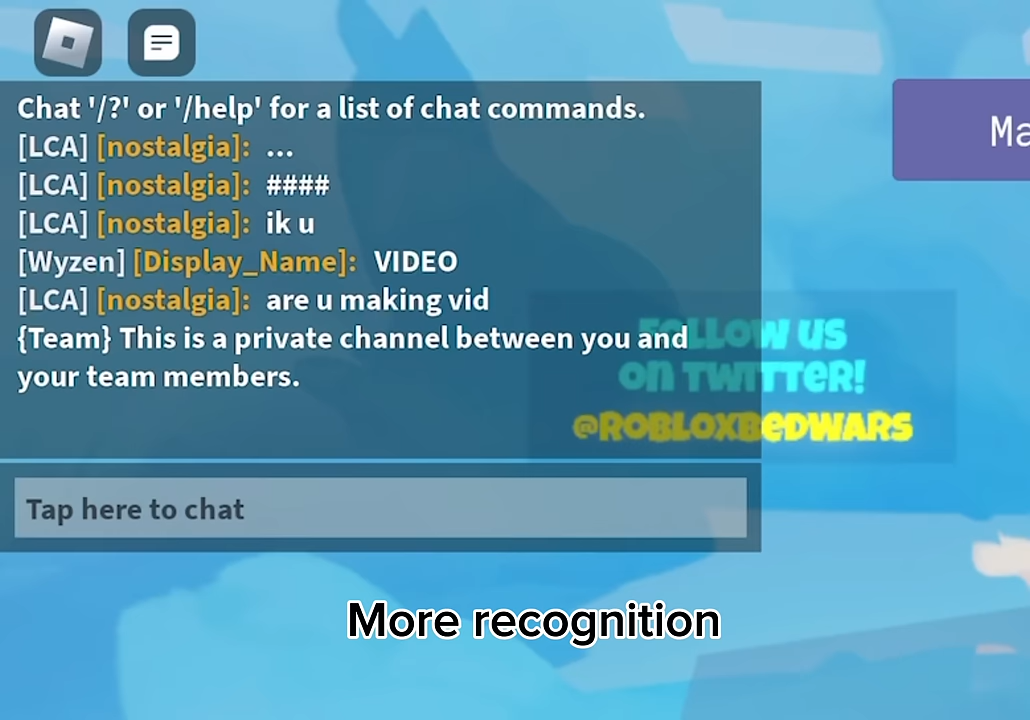 Chat '/?' or '/help' for a list of chat commands.
[LCA] [nostalgia]: ...
[LCA] [nostalgia]: ####
[LCA] [nostalgia]: ik u
[Wyzen] [Display_Name]: VIDEO
[LCA] [nostalgia]: are u making vid
{Team} This is a private channel between you and
your team members.
Tap here to chat
Ma
FOLLOW US
ON TWITTER!
@ROBLOXBEDWARS
More recognition